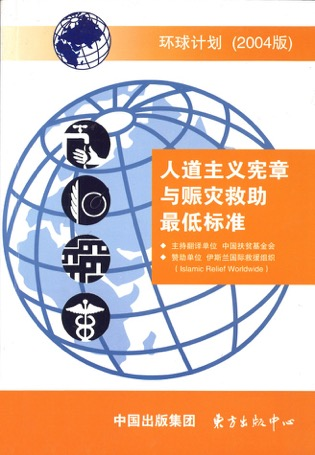 环球计划 (2004版)
人道主义宪章
与赈灾救助
最低标准
◆ 主持翻译单位 中国扶贫基金会
◆ 赞助单位 伊斯兰国际救援组织
( Islamic Relief Worldwide )
中国出版集团 东方出版中心